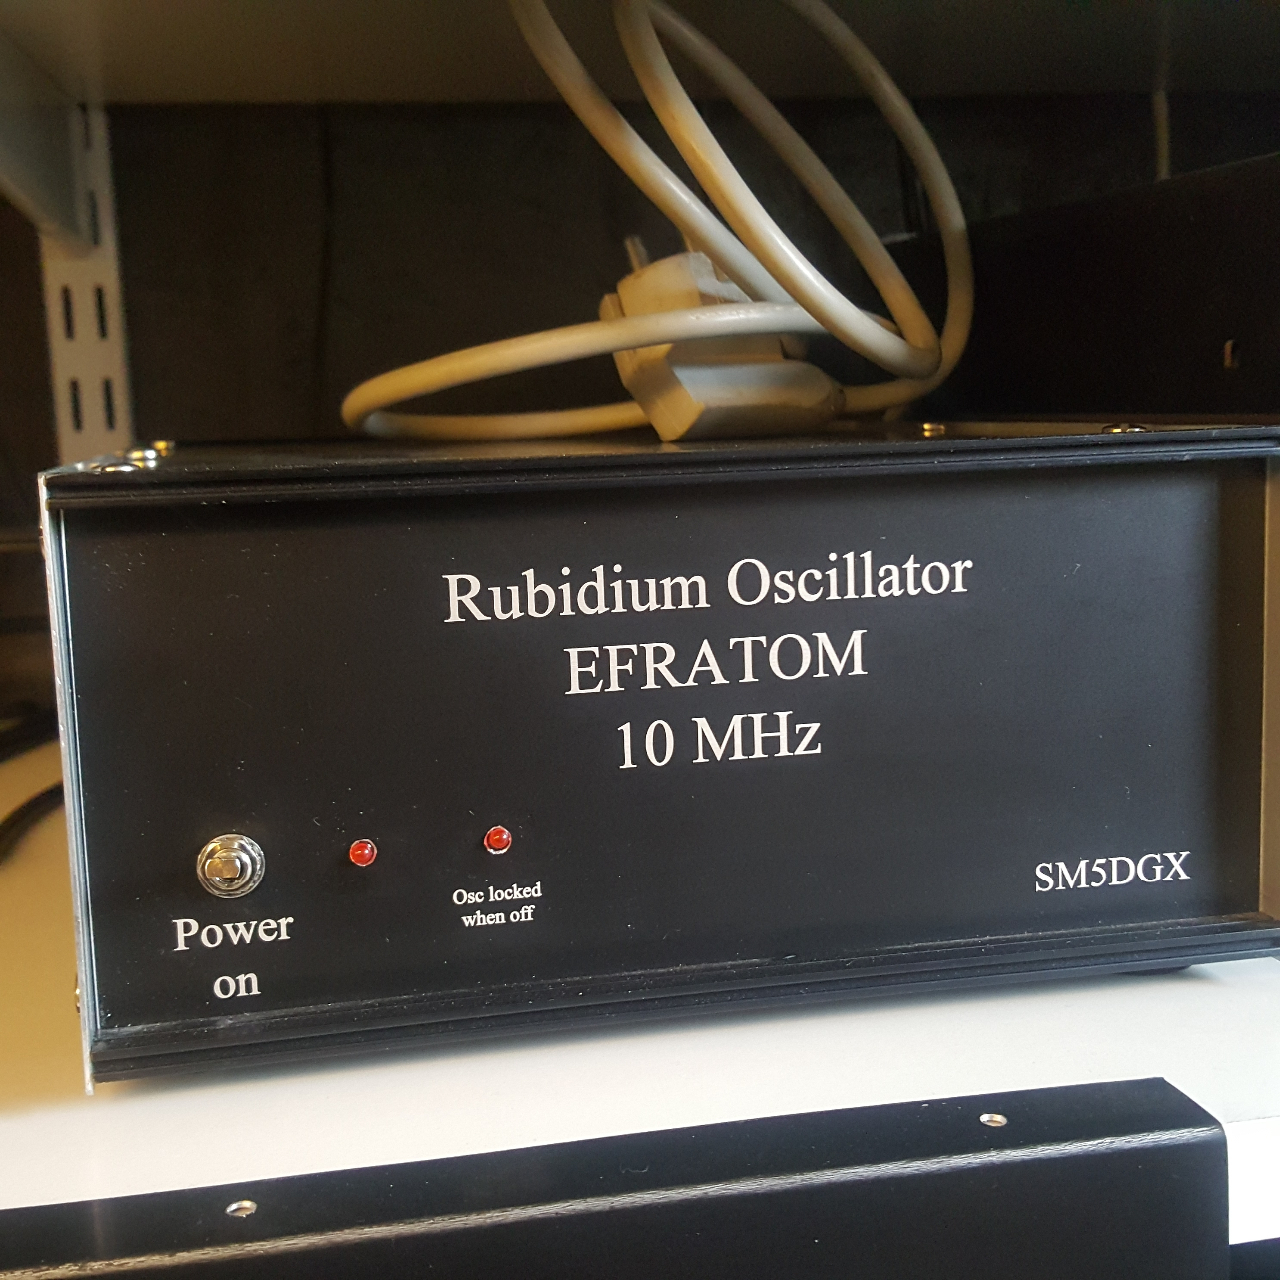 Rubidium Oscillator
EFRATOM
10 MHz
Osc locked
when off
SM5DGX
Power
on